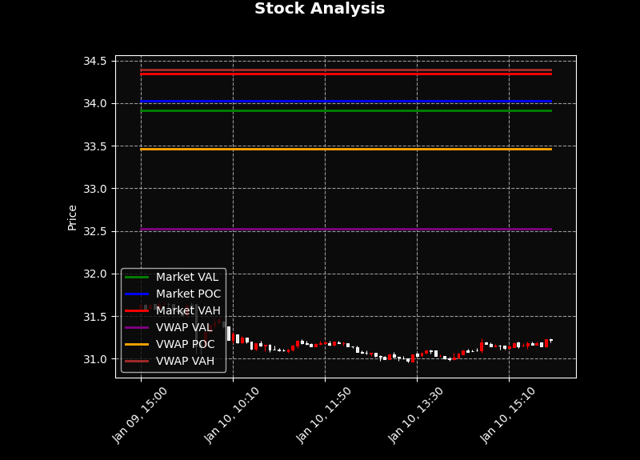 Stock Analysis
34.5
34.0
33.5
33.0
32.5
32.0
31.5
31.0
Price
Market VAL
Market POC
Market VAH
VWAP VAL
VWAP POC
VWAP VAH
Jan 09, 15:00
Jan 10, 10:10
Jan 10, 11:50
Jan 10, 13:30
Jan 10, 15:10